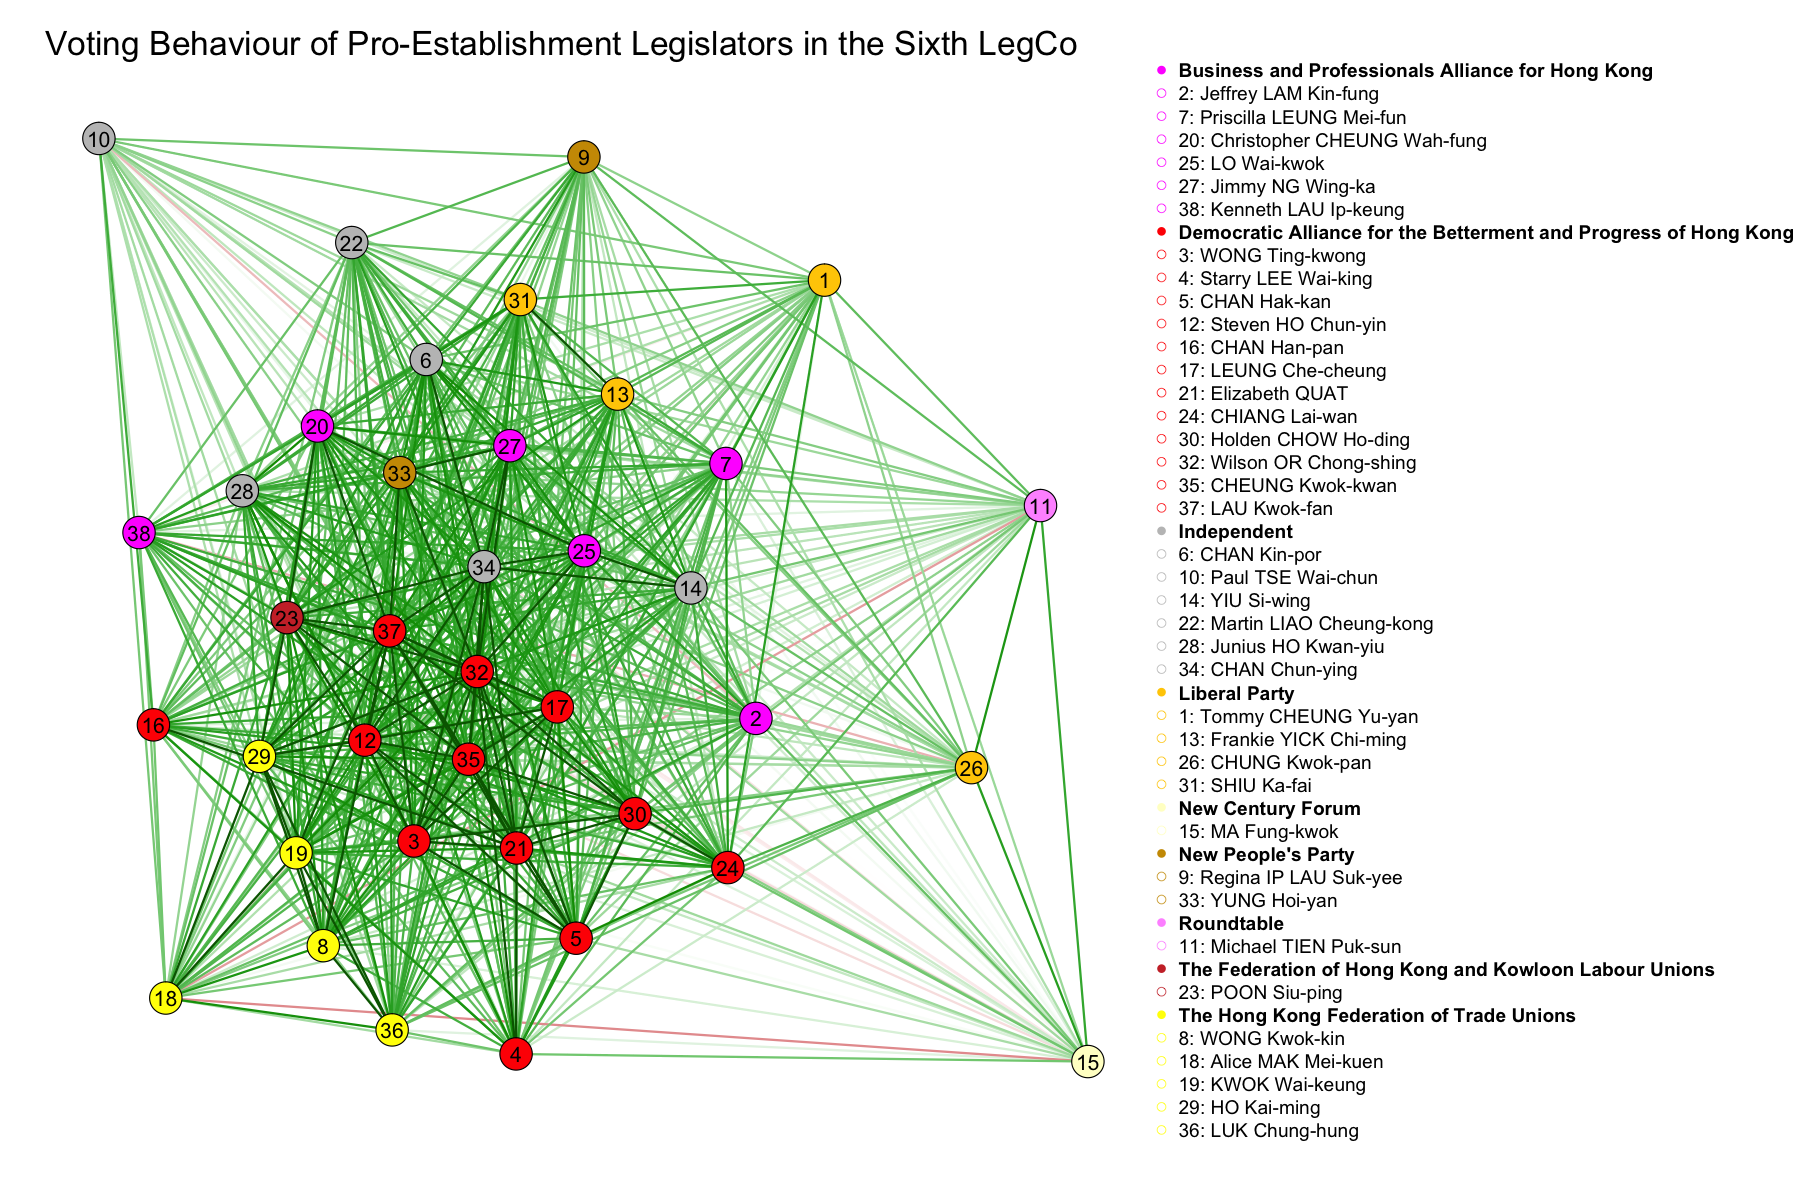 Voting Behaviour of Pro-Establishment Legislators in the Sixth LegCo
Business and Professionals Alliance for Hong Kong
2: Jeffrey LAM Kin-fung
7: Priscilla LEUNG Mei-fun
20: Christopher CHEUNG Wah-fung
25: LO Wai-kwok
27: Jimmy NG Wing-ka
38: Kenneth LAU Ip-keung
Democratic Alliance for the Betterment and Progress of Hong Kong
3: WONG Ting-kwong
4: Starry LEE Wai-king
5: CHAN Hak-kan
12: Steven HO Chun-yin
16: CHAN Han-pan
17: LEUNG Che-cheung
21: Elizabeth QUAT
24: CHIANG Lai-wan
30: Holden CHOW Ho-ding
32: Wilson OR Chong-shing
35: CHEUNG Kwok-kwan
37: LAU Kwok-fan
Independent
6: CHAN Kin-por
10: Paul TSE Wai-chun
14: YIU Si-wing
22: Martin LIAO Cheung-kong
28: Junius HO Kwan-yiu
34: CHAN Chun-ying
Liberal Party
1: Tommy CHEUNG Yu-yan
13: Frankie YICK Chi-ming
26: CHUNG Kwok-pan
31: SHIU Ka-fai
New Century Forum
15: MA Fung-kwok
New People's Party
9: Regina IP LAU Suk-yee
33: YUNG Hoi-yan
Roundtable
11: Michael TIEN Puk-sun
The Federation of Hong Kong and Kowloon Labour Unions
23: POON Siu-ping
The Hong Kong Federation of Trade Unions
8: WONG Kwok-kin
18: Alice MAK Mei-kuen
19: KWOK Wai-keung
29: HO Kai-ming
36: LUK Chung-hung
10
9
22
1
31
6
13
20
27
7
33
28
11
38
25
34
14
23
37
32
17
2
16
12
29
35
26
30
3
21
19
24
5
8
18
36
4
15